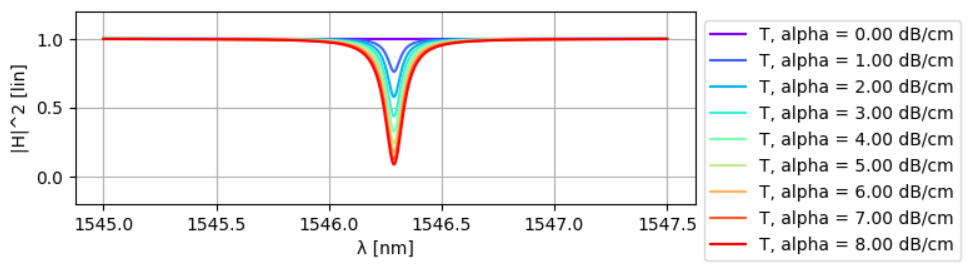 |H|^2 [lin]
1.0
0.5
0.0
1545.0 1545.5 1546.0 1546.5 1547.0 1547.5
λ [nm]
T, alpha = 0.00 dB/cm
T, alpha = 1.00 dB/cm
T, alpha = 2.00 dB/cm
T, alpha = 3.00 dB/cm
T, alpha = 4.00 dB/cm
T, alpha = 5.00 dB/cm
T, alpha = 6.00 dB/cm
T, alpha = 7.00 dB/cm
T, alpha = 8.00 dB/cm